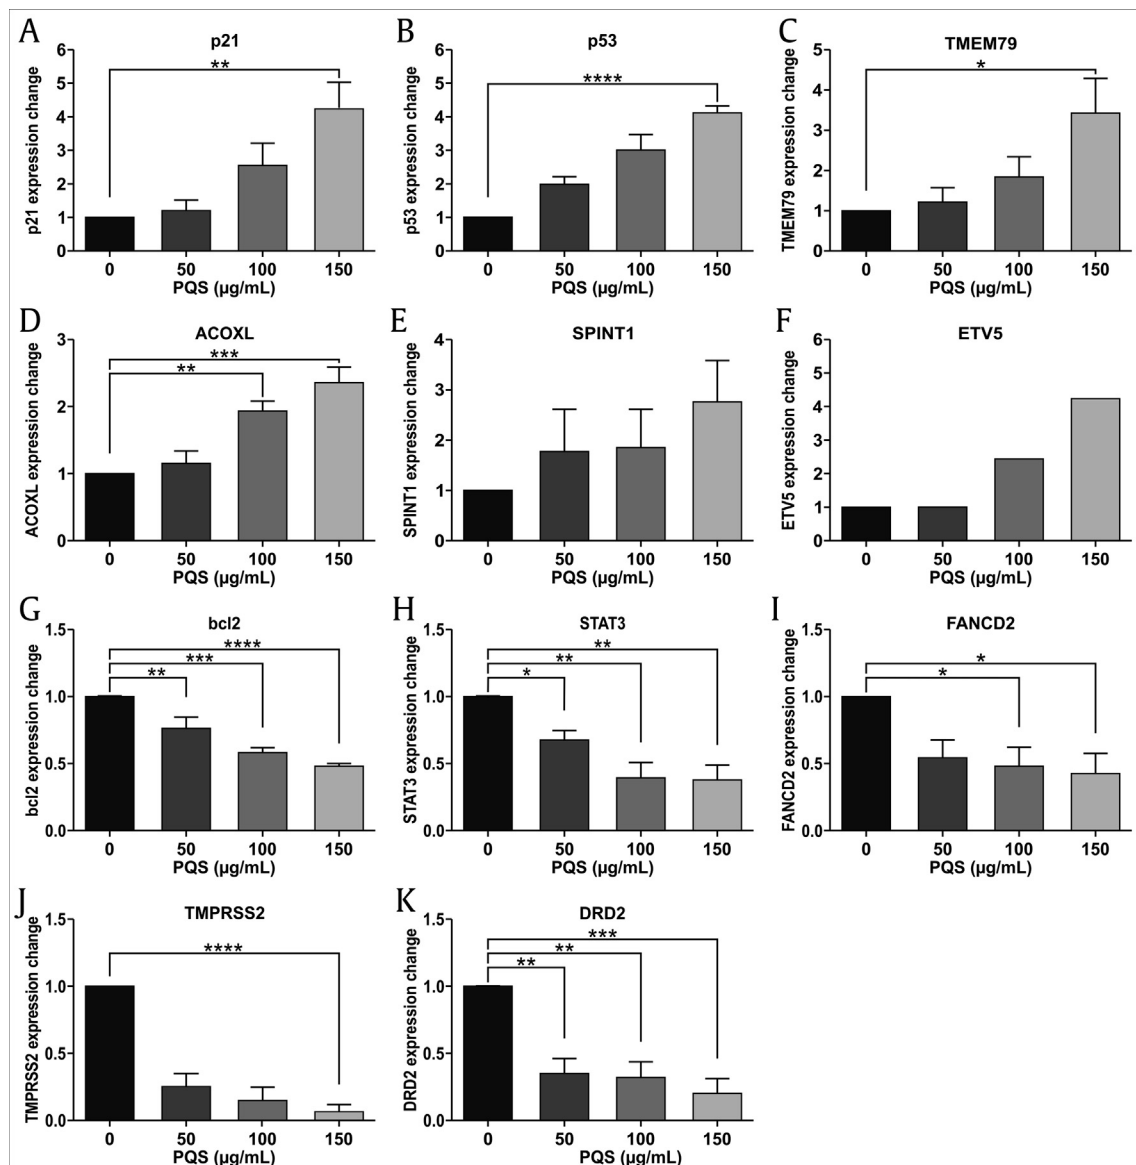 A
p21
p21 expression change
6
5
4
3
2
1
0
**
0 50 100 150
PQS (µg/mL)
B
p53
p53 expression change
6
5
4
3
2
1
0
****
0 50 100 150
PQS (µg/mL)
C
TMEM79
TMEM79 expression change
5
4
3
2
1
0
*
0 50 100 150
PQS (µg/mL)
D
ACOXL
ACOXL expression change
3
2
1
0
***
**
0 50 100 150
PQS (µg/mL)
E
SPINT1
SPINT1 expression change
4
3
2
1
0
0 50 100 150
PQS (µg/mL)
F
ETV5
ETV5 expression change
6
5
4
3
2
1
0
0 50 100 150
PQS (µg/mL)
G
bcl2
bcl2 expression change
1.5
1.0
0.5
0.0
****
***
**
0 50 100 150
PQS (µg/mL)
H
STAT3
STAT3 expression change
1.5
1.0
0.5
0.0
**
**
*
0 50 100 150
PQS (µg/mL)
I
FANCD2
FANCD2 expression change
1.5
1.0
0.5
0.0
*
*
0 50 100 150
PQS (µg/mL)
J
TMPRSS2
TMPRSS2 expression change
1.5
1.0
0.5
0.0
****
0 50 100 150
PQS (µg/mL)
K
DRD2
DRD2 expression change
1.5
1.0
0.5
0.0
***
**
**
0 50 100 150
PQS (µg/mL)